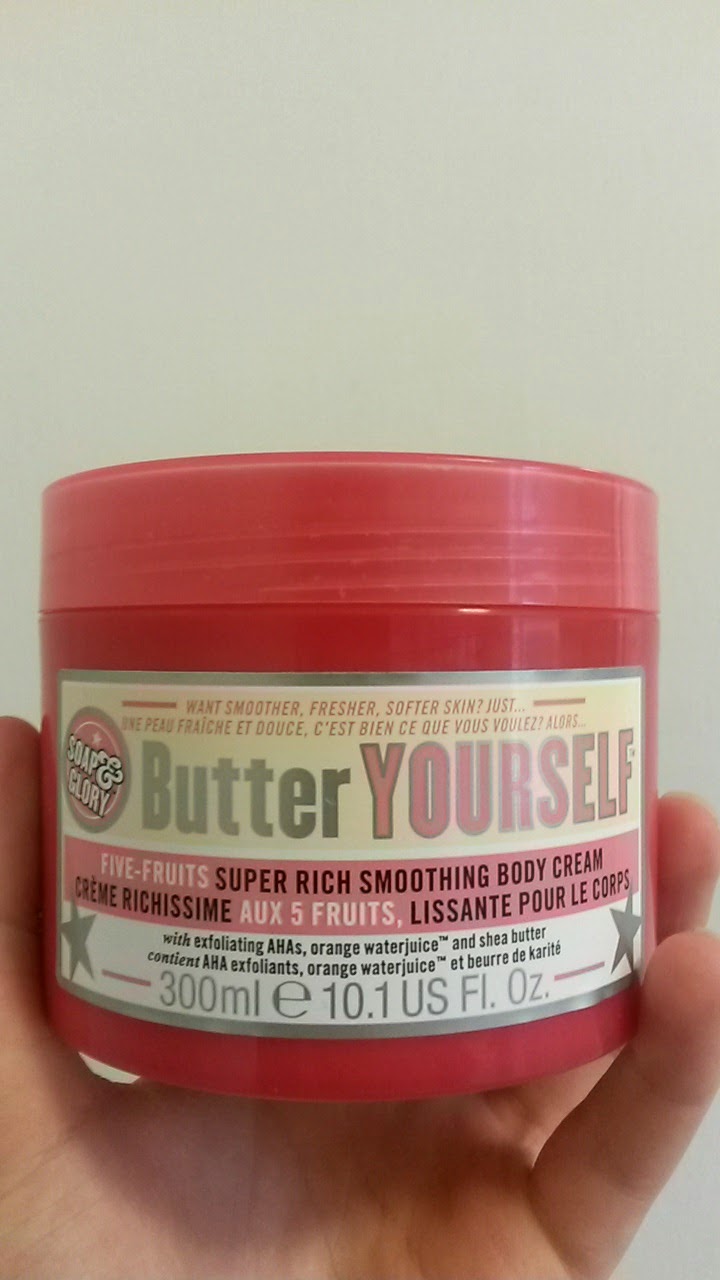 WANT SMOOTHER, FRESHER, SOFTER SKIN? JUST...
UNE PEAU FRAÎCHE ET DOUCE, C'EST BIEN CE QUE VOUS VOULEZ? ALORS...
SOAP &
GLORY
Butter YOURSELF™
FIVE-FRUITS SUPER RICH SMOOTHING BODY CREAM
CRÈME RICHISSIME AUX 5 FRUITS, LISSANTE POUR LE CORPS
with exfoliating AHAs, orange waterjuice™ and shea butter
contient AHA exfoliants, orange waterjuice™ et beurre de karité
300ml ℮ 10.1 US Fl. Oz.